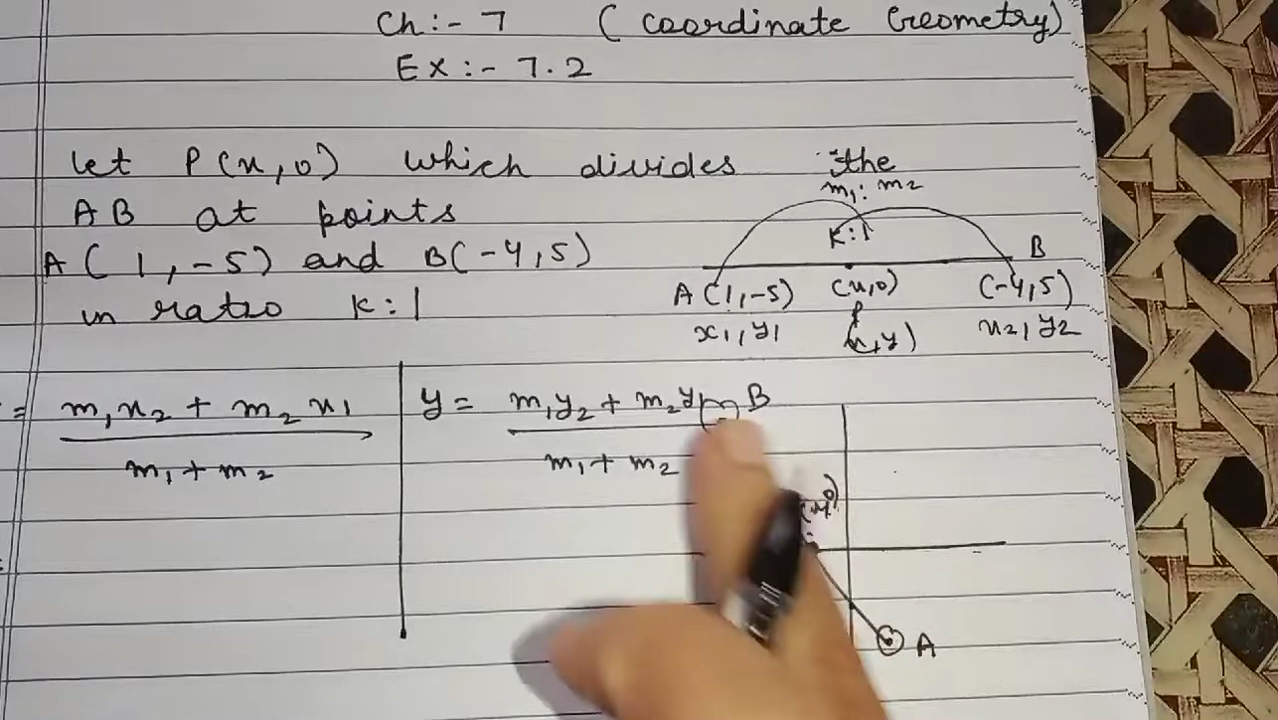 Ch:- 7 ( Coordinate Geometry)
EX:- 7.2
let P(x,0) which divides the
AB at points
A( 1, -5) and B(-4,5)
in ratio K:1
m1: m2
K:1
B
A(1,-5) (x,0) (-4,5)
x1, y1 P x2, y2
(x,y)
= m1x2 + m2x1 / m1 + m2
y = m1y2 + m2y1 / m1 + m2
B
A